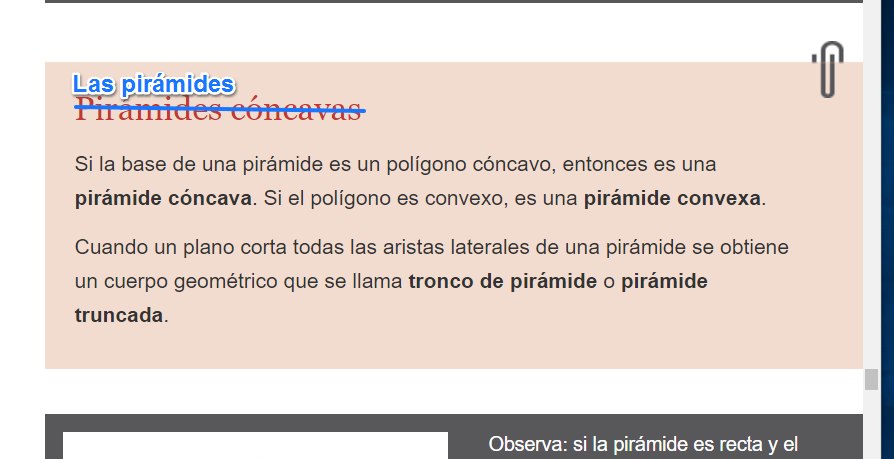 Las pirámides
Pirámides cóncavas
Si la base de una pirámide es un polígono cóncavo, entonces es una
pirámide cóncava. Si el polígono es convexo, es una pirámide convexa.
Cuando un plano corta todas las aristas laterales de una pirámide se obtiene
un cuerpo geométrico que se llama tronco de pirámide o pirámide
truncada.
Observa: si la pirámide es recta y el